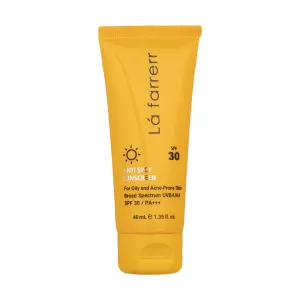 Lá farrerr
SPF
30
ANTI SPOT
SUNSCREEN
For Oily and Acne-Prone Skin
Broad Spectrum UVB/UVA
SPF 30 / PA+++
40 mL ℮ 1.35 fl. oz.